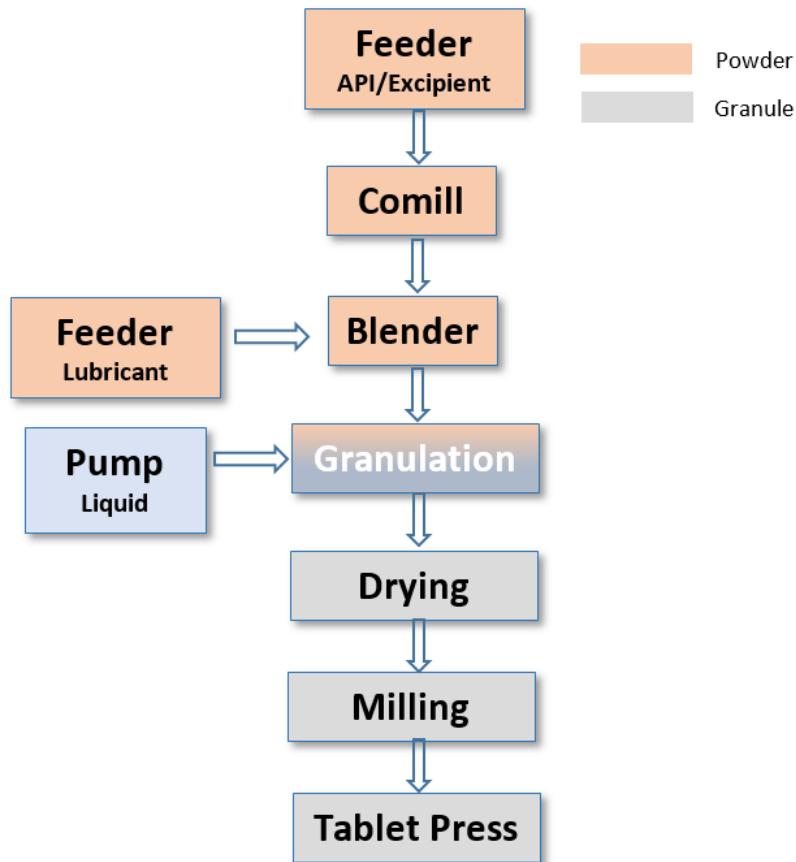 Feeder
API/Excipient
Powder
Granule
Comill
Feeder
Lubricant
Blender
Pump
Liquid
Granulation
Drying
Milling
Tablet Press